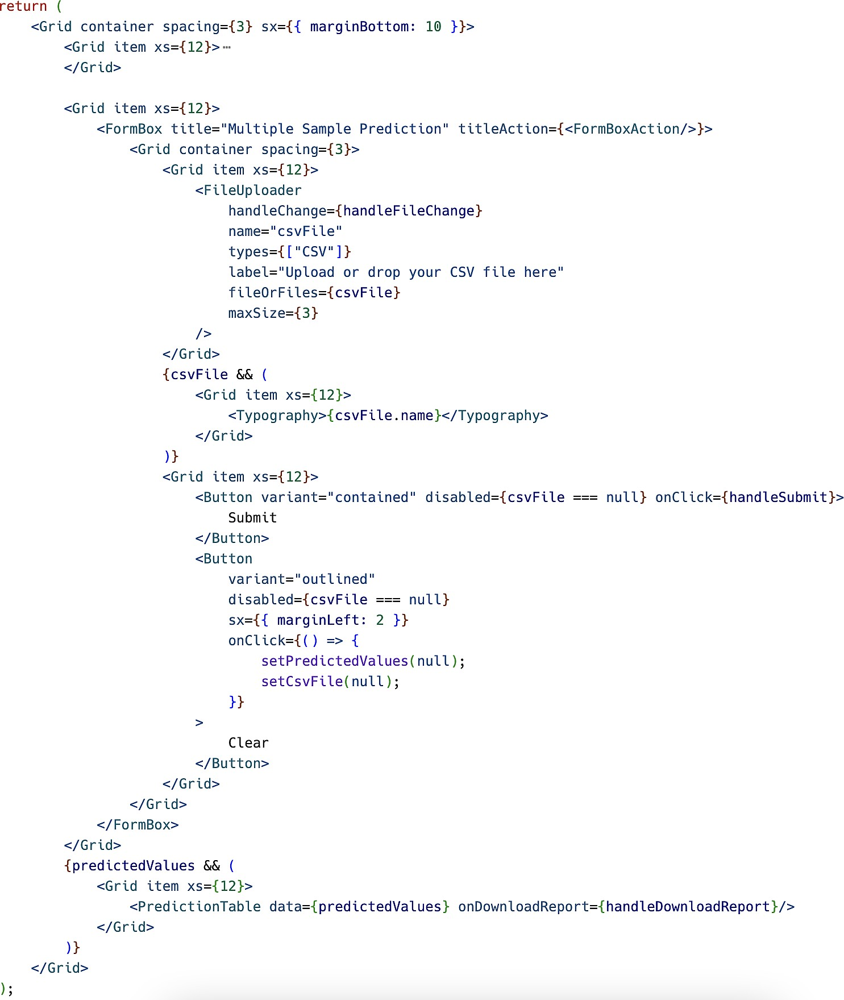 return (
    <Grid container spacing={3} sx={{ marginBottom: 10 }}>
        <Grid item xs={12}>⋯
        </Grid>

        <Grid item xs={12}>
            <FormBox title="Multiple Sample Prediction" titleAction={<FormBoxAction/>}>
                <Grid container spacing={3}>
                    <Grid item xs={12}>
                        <FileUploader
                            handleChange={handleFileChange}
                            name="csvFile"
                            types={["CSV"]}
                            label="Upload or drop your CSV file here"
                            fileOrFiles={csvFile}
                            maxSize={3}
                        />
                    </Grid>
                    {csvFile && (
                        <Grid item xs={12}>
                            <Typography>{csvFile.name}</Typography>
                        </Grid>
                    )}
                    <Grid item xs={12}>
                        <Button variant="contained" disabled={csvFile === null} onClick={handleSubmit}>
                            Submit
                        </Button>
                        <Button
                            variant="outlined"
                            disabled={csvFile === null}
                            sx={{ marginLeft: 2 }}
                            onClick={() => {
                                setPredictedValues(null);
                                setCsvFile(null);
                            }}
                        >
                            Clear
                        </Button>
                    </Grid>
                </Grid>
            </FormBox>
        </Grid>
        {predictedValues && (
            <Grid item xs={12}>
                <PredictionTable data={predictedValues} onDownloadReport={handleDownloadReport}/>
            </Grid>
        )}
    </Grid>
);